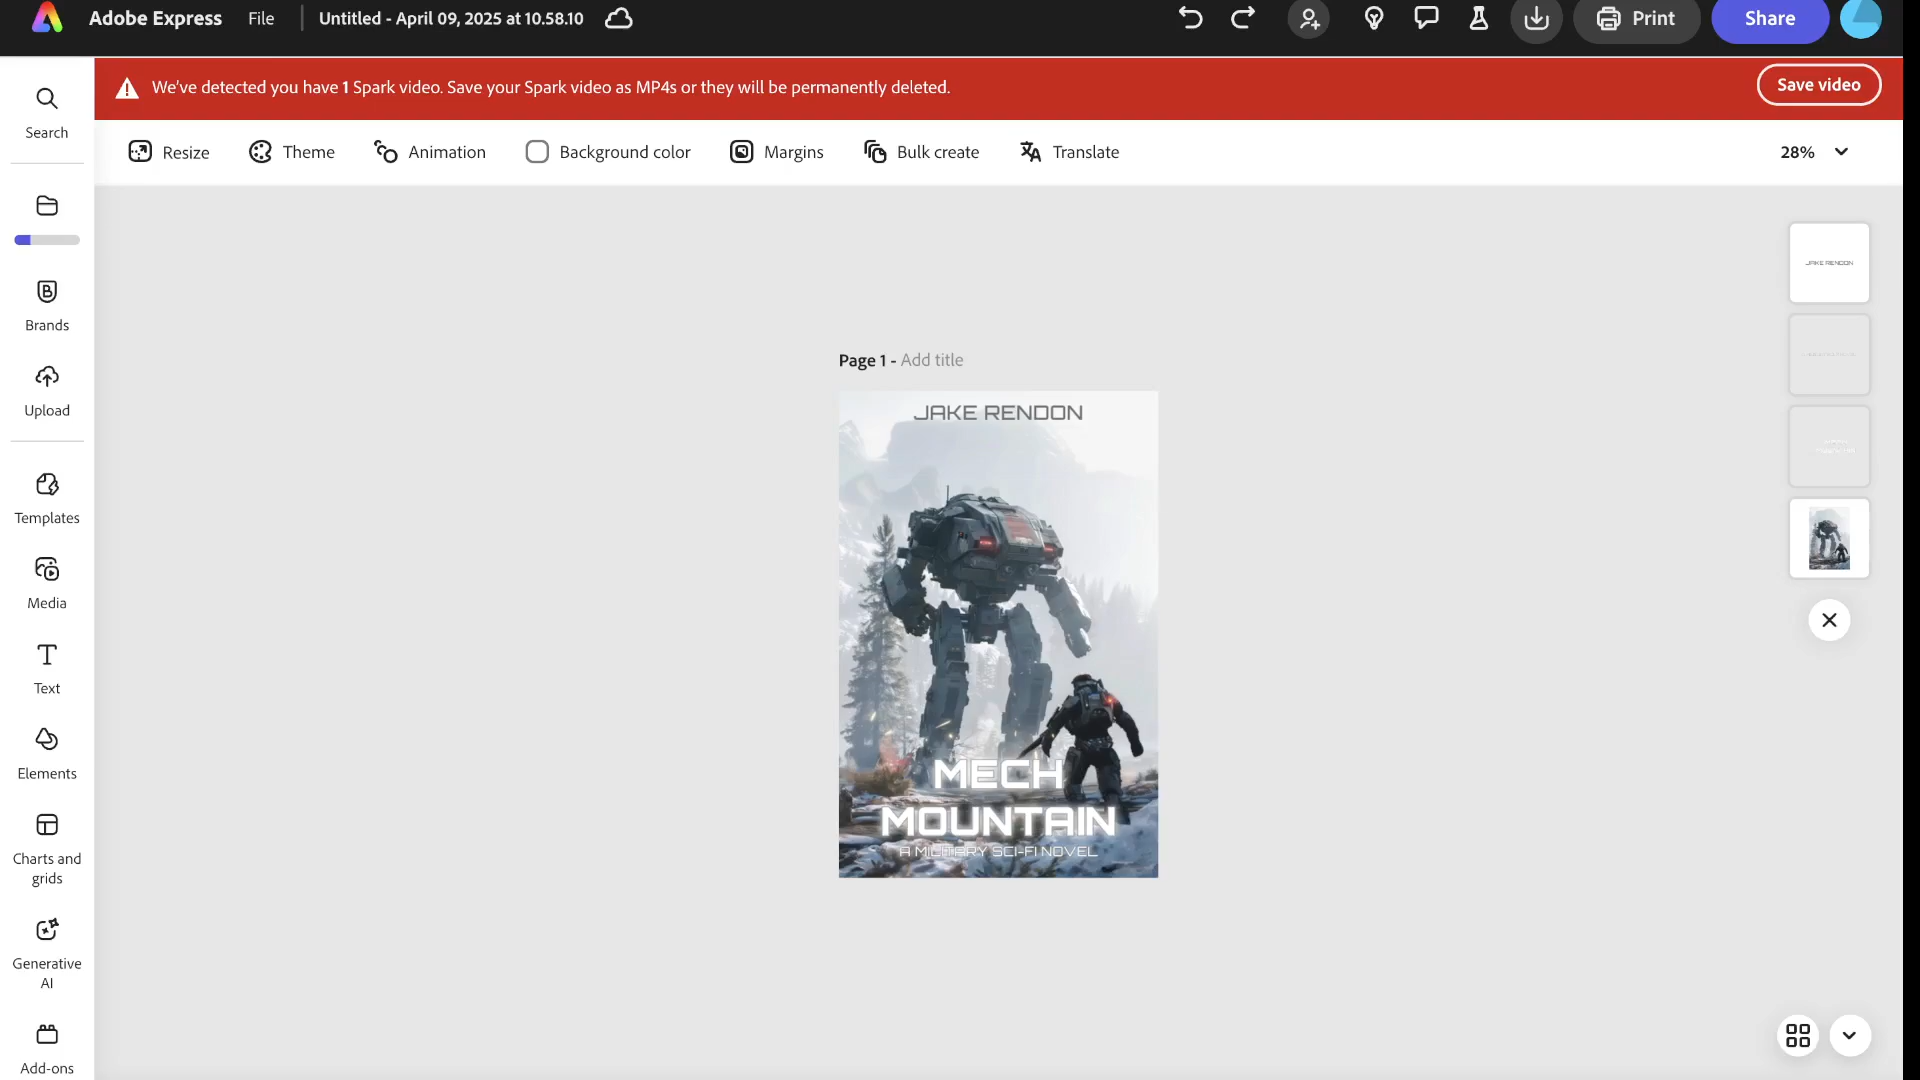 Adobe Express
File
Untitled - April 09, 2025 at 10.58.10
Print
Share
We've detected you have 1 Spark video. Save your Spark video as MP4s or they will be permanently deleted.
Save video
Search
Brands
Upload
Templates
Media
Text
Elements
Charts and
grids
Generative
AI
Add-ons
Resize
Theme
Animation
Background color
Margins
Bulk create
Translate
28%
Page 1 - Add title
JAKE RENDON
MECH
MOUNTAIN
A MILITARY SCI-FI NOVEL
JAKE RENDON